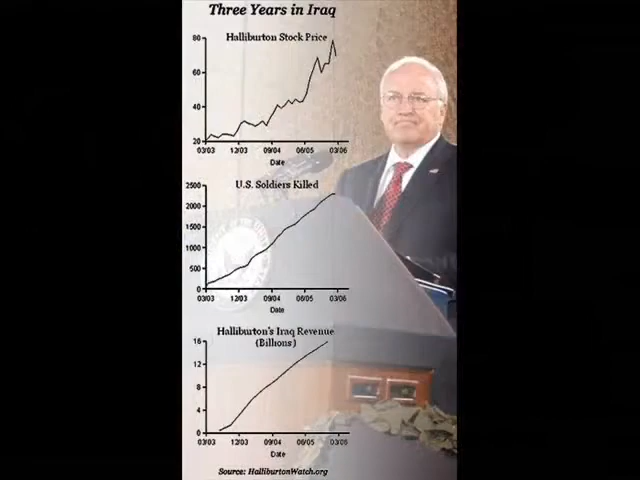 Three Years in Iraq
Halliburton Stock Price
80
60
40
20
03/03 12/03 09/04 06/05 03/06
Date
U.S. Soldiers Killed
2500
2000
1500
1000
500
0
03/03 12/03 09/04 06/05 03/06
Date
Halliburton's Iraq Revenue
(Billions)
16
12
8
4
0
03/03 12/03 09/04 06/05 03/06
Date
Source: HalliburtonWatch.org